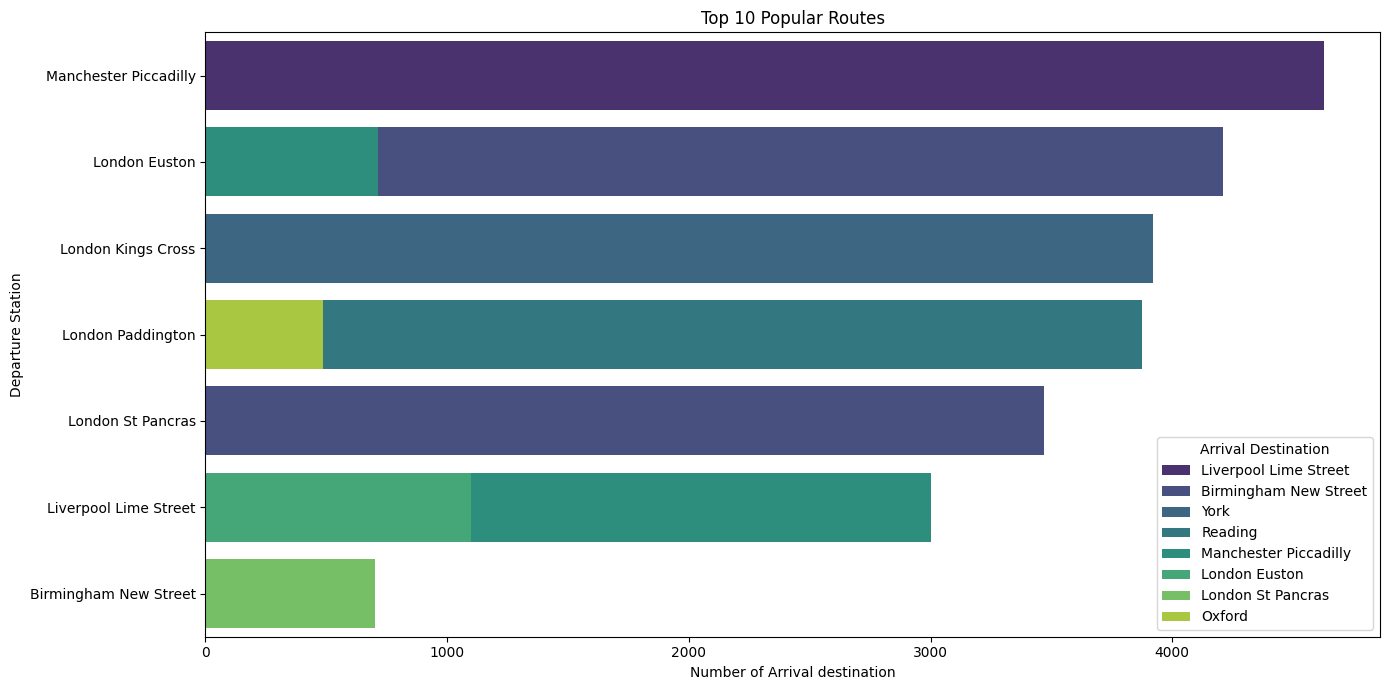 Top 10 Popular Routes
Departure Station
Manchester Piccadilly
London Euston
London Kings Cross
London Paddington
London St Pancras
Liverpool Lime Street
Birmingham New Street
0 1000 2000 3000 4000
Number of Arrival destination
Arrival Destination
Liverpool Lime Street
Birmingham New Street
York
Reading
Manchester Piccadilly
London Euston
London St Pancras
Oxford